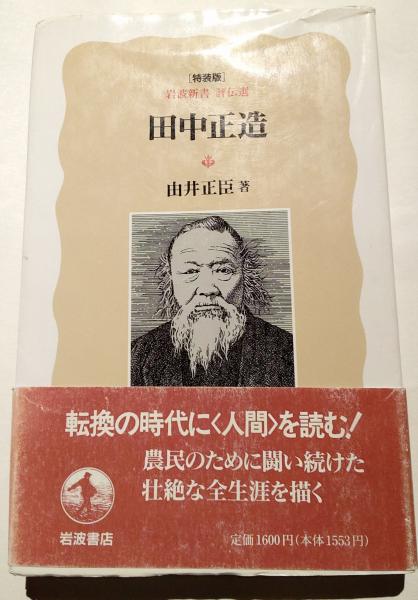 ［特装版］
岩波新書 評伝選
田中正造
由井正臣 著
転換の時代に〈人間〉を読む！
農民のために闘い続けた
壮絶な全生涯を描く
岩波書店
定価1600円（本体1553円）